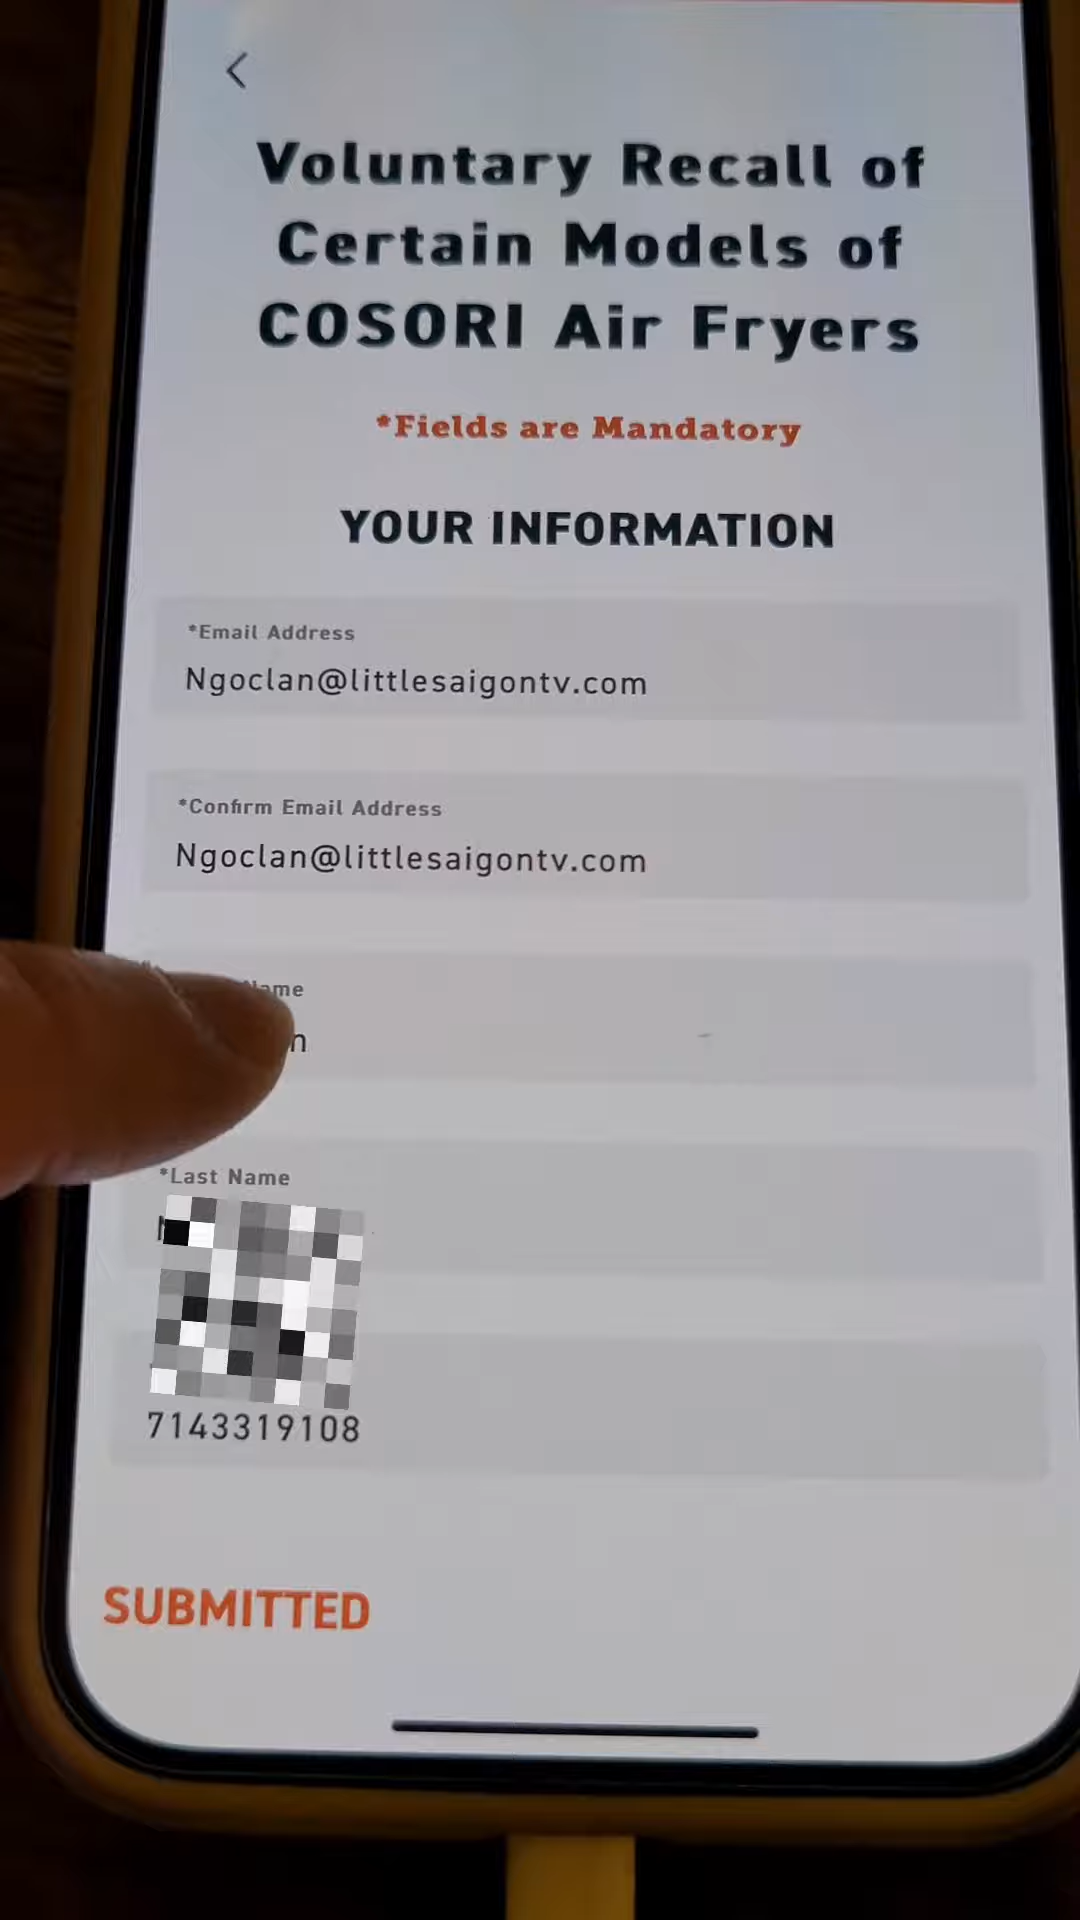 Voluntary Recall of
Certain Models of
COSORI Air Fryers
*Fields are Mandatory
YOUR INFORMATION
*Email Address
Ngoclan@littlesaigontv.com
*Confirm Email Address
Ngoclan@littlesaigontv.com
*Last Name
7143319108
SUBMITTED